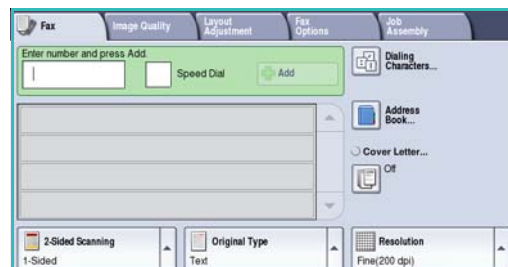 Fax
Image Quality
Layout
Adjustment
Fax
Options
Job
Assembly
Enter number and press Add.
Speed Dial
Add
Dialing
Characters...
Address
Book...
Cover Letter...
Off
2-Sided Scanning
1-Sided
Original Type
Text
Resolution
Fine(200 dpi)